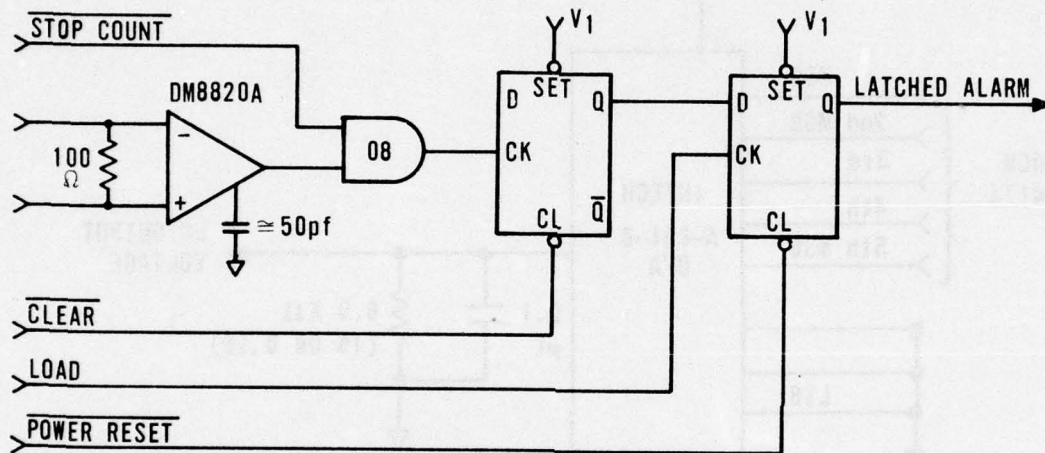 STOP COUNT
DM8820A
100
Ω
−
+
≅ 50pf
08
V1
D SET Q
CK
CL Q̅
V1
D SET Q
CK
CL
LATCHED ALARM
CLEAR
LOAD
POWER RESET